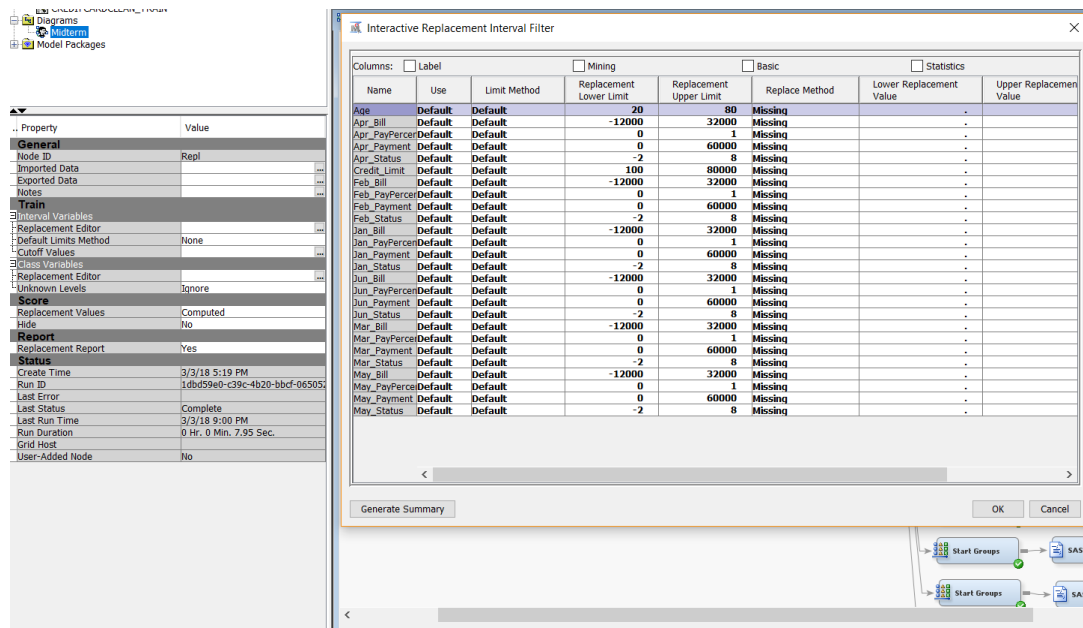 CREDITCARDCLEAN_TRAIN
Diagrams
Midterm
Model Packages
.. Property Value
General
Node ID Repl
Imported Data ...
Exported Data ...
Notes ...
Train
Interval Variables
Replacement Editor ...
Default Limits Method None
Cutoff Values ...
Class Variables
Replacement Editor ...
Unknown Levels Ignore
Score
Replacement Values Computed
Hide No
Report
Replacement Report Yes
Status
Create Time 3/3/18 5:19 PM
Run ID 1dbd59e0-c39c-4b20-bbcf-065052
Last Error
Last Status Complete
Last Run Time 3/3/18 9:00 PM
Run Duration 0 Hr. 0 Min. 7.95 Sec.
Grid Host
User-Added Node No
Interactive Replacement Interval Filter
Columns: Label Mining Basic Statistics
Name Use Limit Method Replacement Lower Limit Replacement Upper Limit Replace Method Lower Replacement Value Upper Replacemen Value
Age Default Default 20 80 Missing .
Apr_Bill Default Default -12000 32000 Missing .
Apr_PayPercen Default Default 0 1 Missing .
Apr_Payment Default Default 0 60000 Missing .
Apr_Status Default Default -2 8 Missing .
Credit_Limit Default Default 100 80000 Missing .
Feb_Bill Default Default -12000 32000 Missing .
Feb_PayPercer Default Default 0 1 Missing .
Feb_Payment Default Default 0 60000 Missing .
Feb_Status Default Default -2 8 Missing .
Jan_Bill Default Default -12000 32000 Missing .
Jan_PayPercen Default Default 0 1 Missing .
Jan_Payment Default Default 0 60000 Missing .
Jan_Status Default Default -2 8 Missing .
Jun_Bill Default Default -12000 32000 Missing .
Jun_PayPercen Default Default 0 1 Missing .
Jun_Payment Default Default 0 60000 Missing .
Jun_Status Default Default -2 8 Missing .
Mar_Bill Default Default -12000 32000 Missing .
Mar_PayPercer Default Default 0 1 Missing .
Mar_Payment Default Default 0 60000 Missing .
Mar_Status Default Default -2 8 Missing .
May_Bill Default Default -12000 32000 Missing .
May_PayPerce Default Default 0 1 Missing .
May_Payment Default Default 0 60000 Missing .
May_Status Default Default -2 8 Missing .
Generate Summary OK Cancel
Start Groups SAS
Start Groups SA